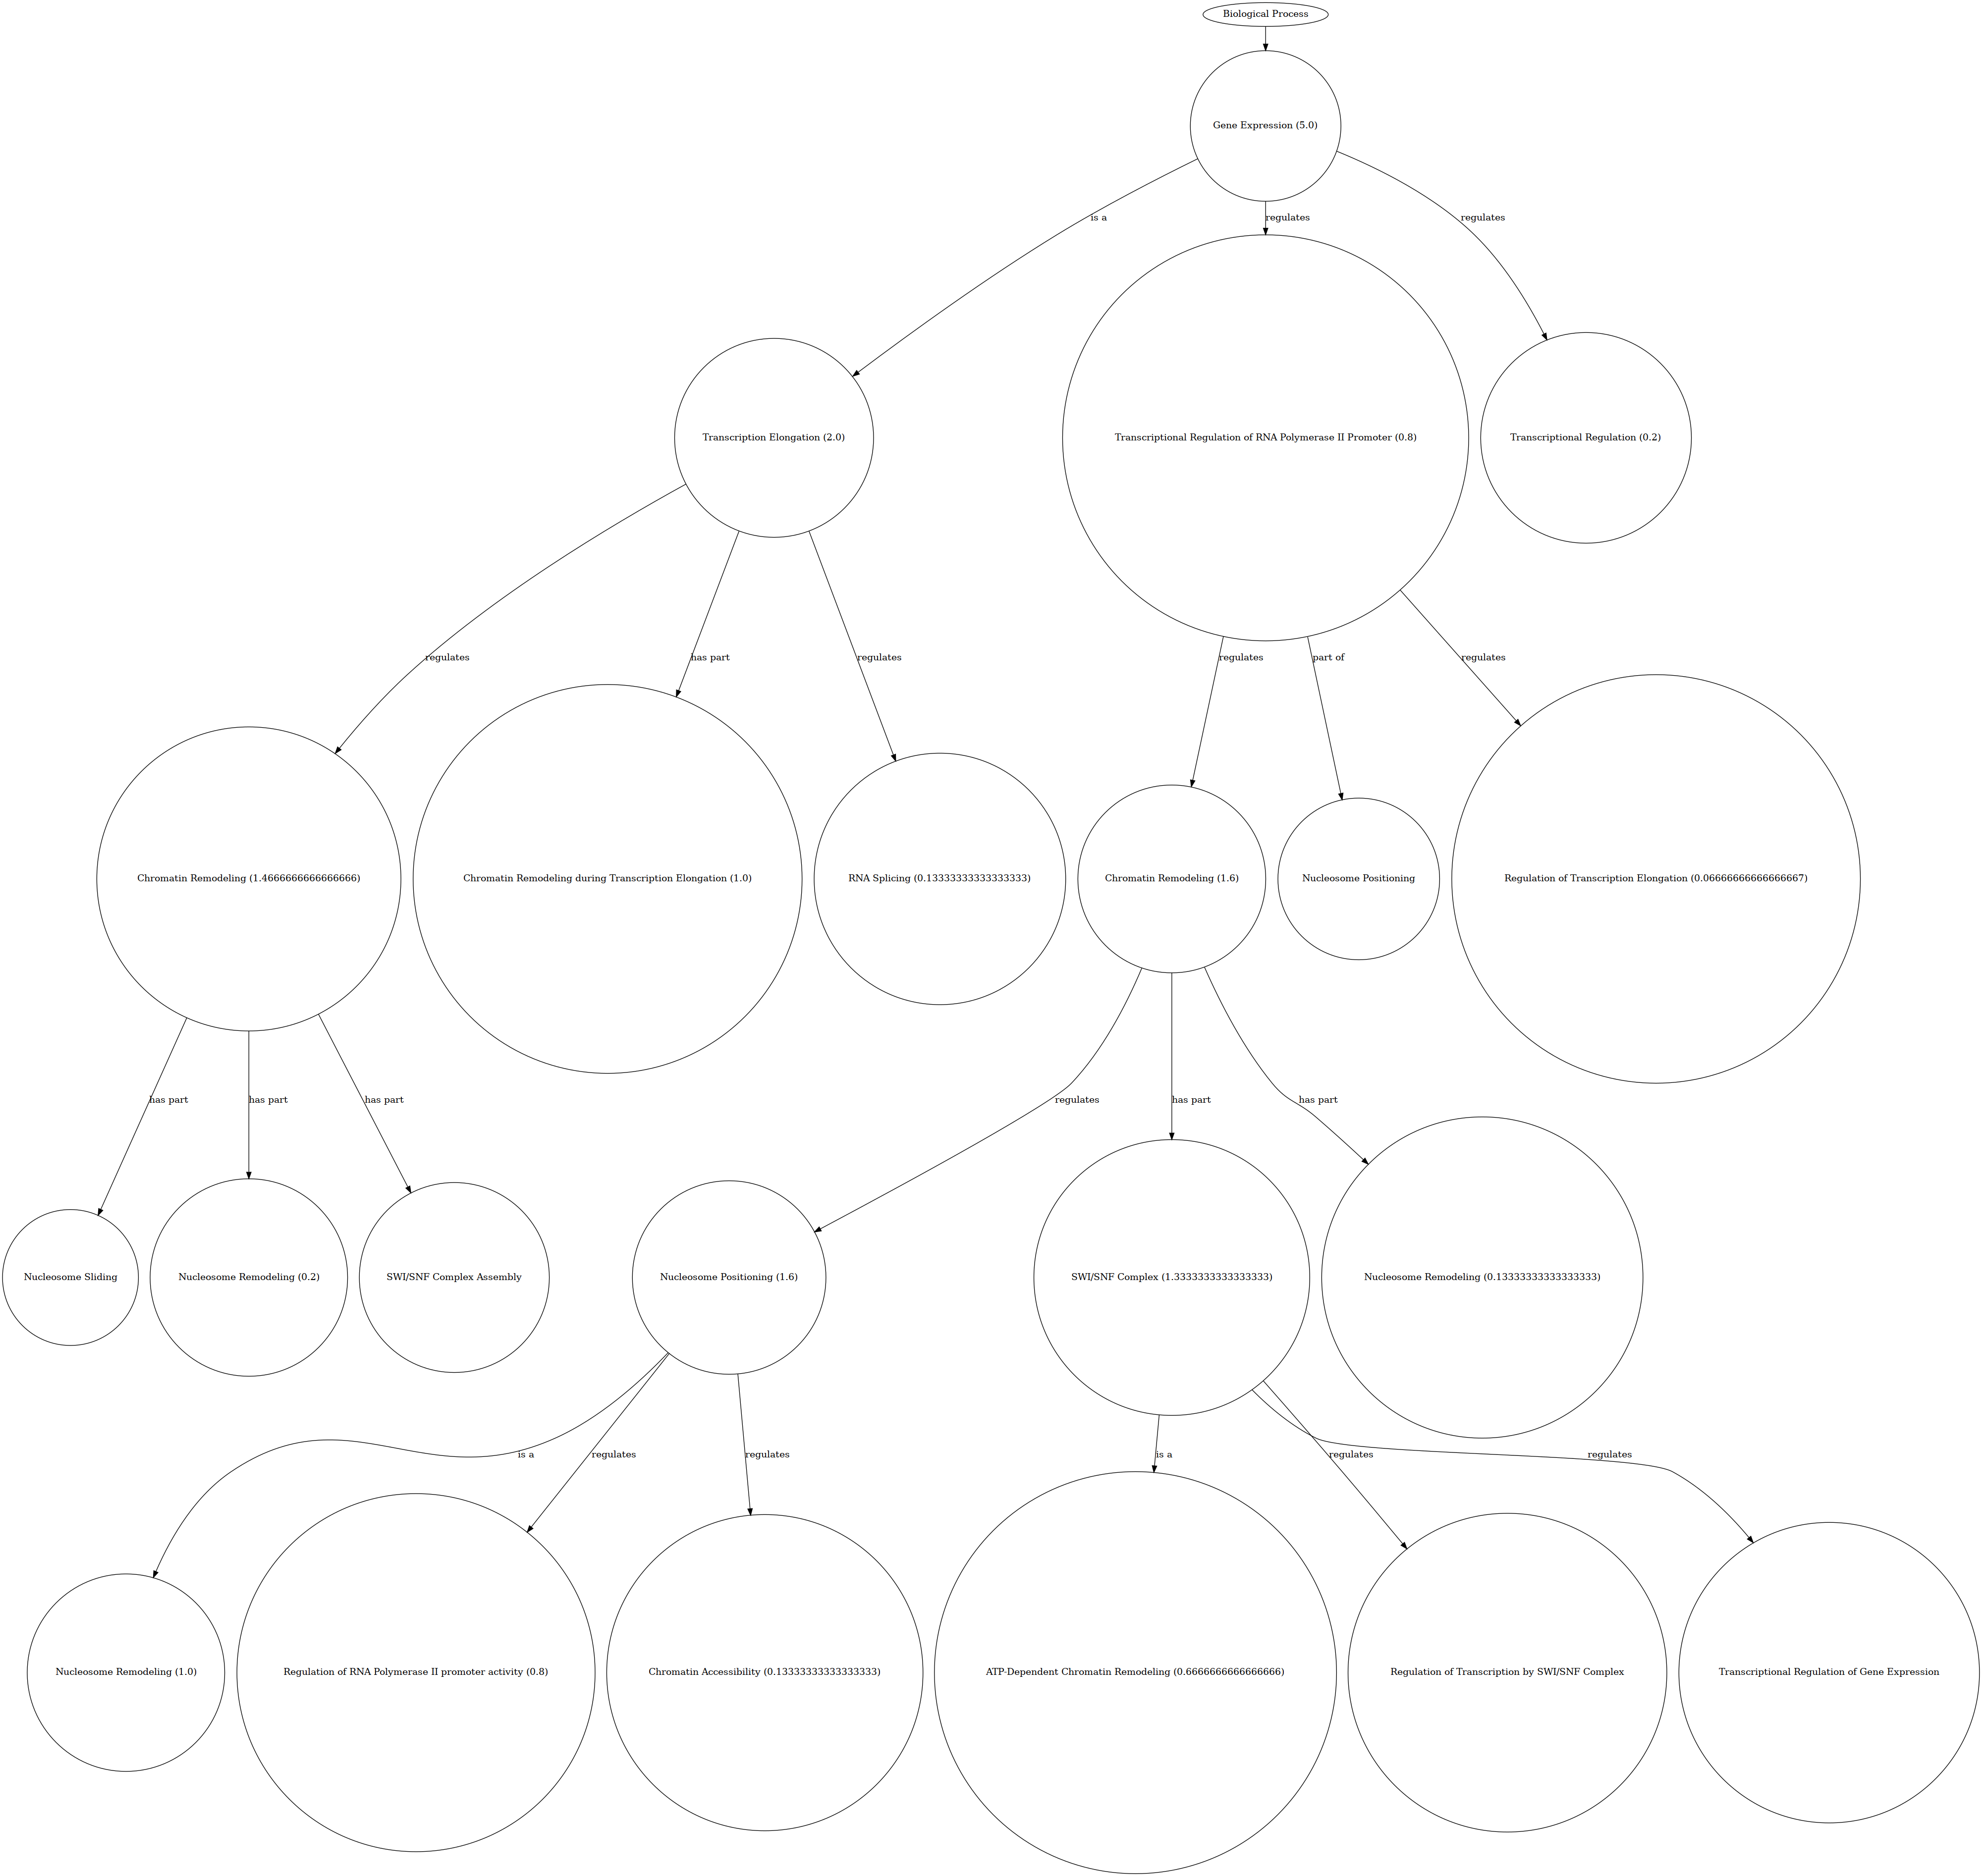 Biological Process
Gene Expression (5.0)
is a
regulates
regulates
Transcription Elongation (2.0)
Transcriptional Regulation of RNA Polymerase II Promoter (0.8)
Transcriptional Regulation (0.2)
regulates
has part
regulates
regulates
part of
regulates
Chromatin Remodeling (1.4666666666666666)
Chromatin Remodeling during Transcription Elongation (1.0)
RNA Splicing (0.13333333333333333)
Chromatin Remodeling (1.6)
Nucleosome Positioning
Regulation of Transcription Elongation (0.06666666666666667)
has part
has part
has part
regulates
has part
has part
Nucleosome Sliding
Nucleosome Remodeling (0.2)
SWI/SNF Complex Assembly
Nucleosome Positioning (1.6)
SWI/SNF Complex (1.3333333333333333)
Nucleosome Remodeling (0.13333333333333333)
is a
regulates
regulates
is a
regulates
regulates
Nucleosome Remodeling (1.0)
Regulation of RNA Polymerase II promoter activity (0.8)
Chromatin Accessibility (0.13333333333333333)
ATP-Dependent Chromatin Remodeling (0.6666666666666666)
Regulation of Transcription by SWI/SNF Complex
Transcriptional Regulation of Gene Expression